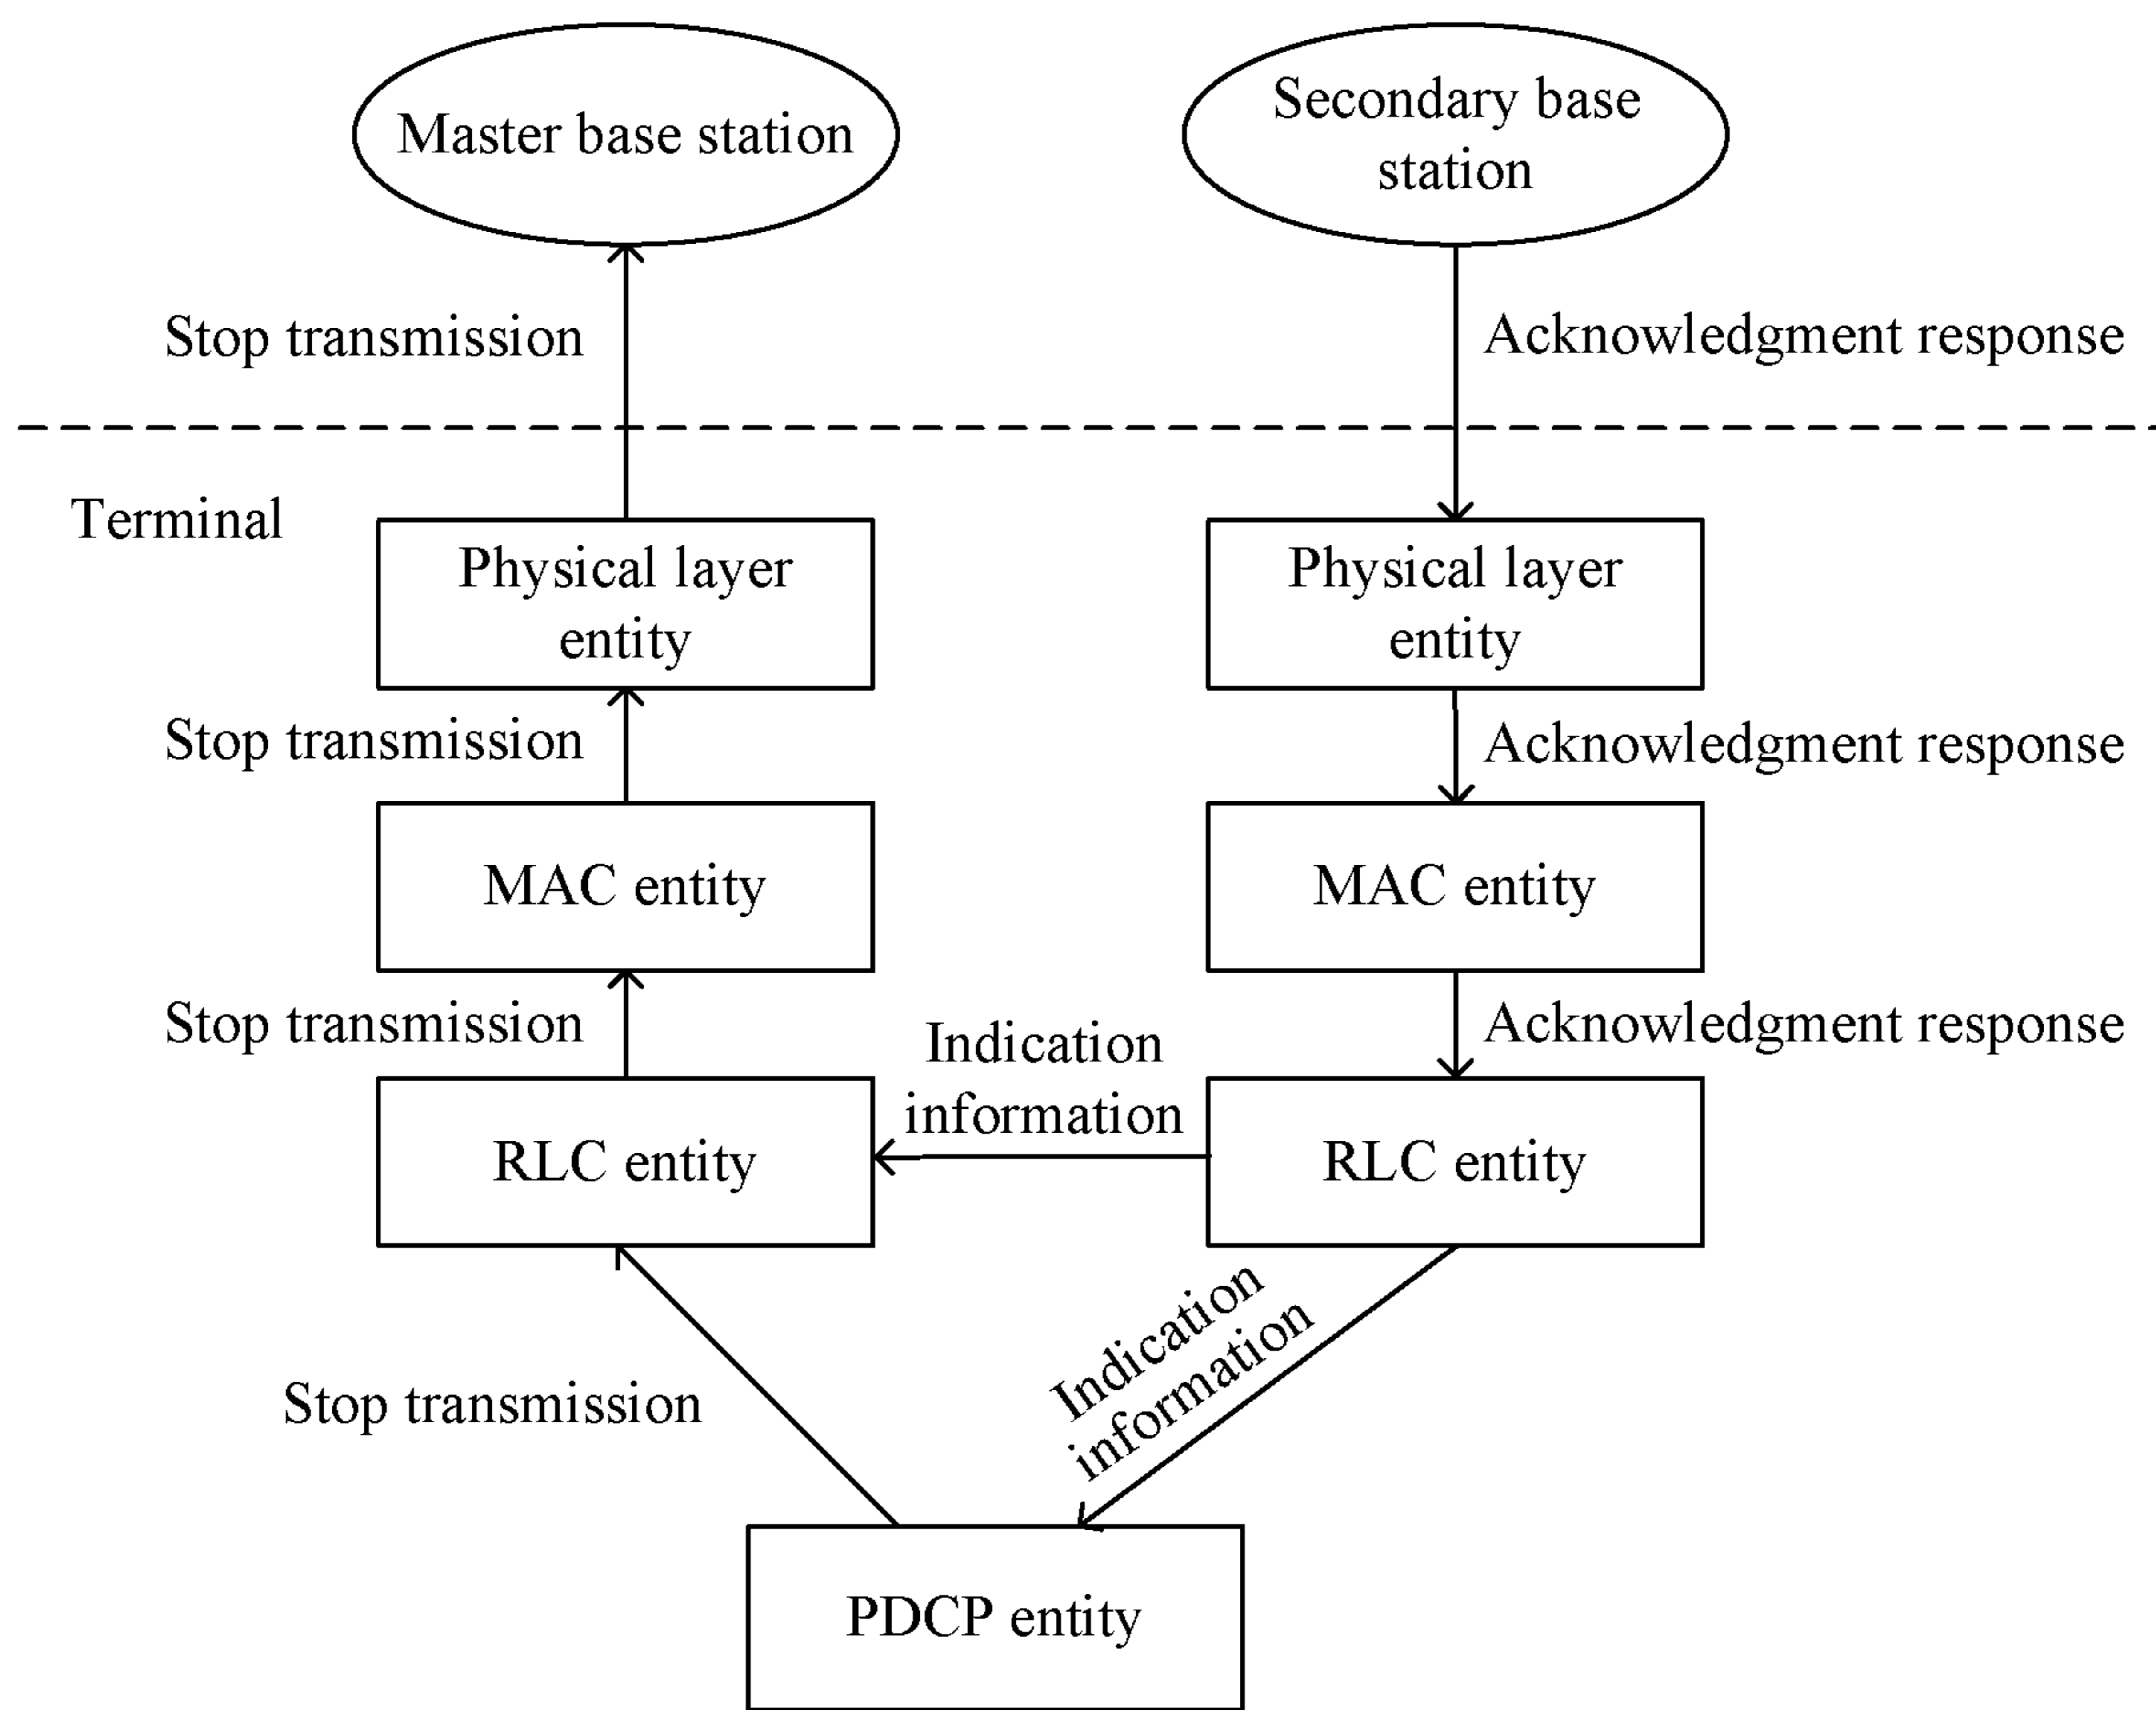 Master base station
Secondary base
station
Stop transmission
Acknowledgment response
Terminal
Physical layer
entity
Physical layer
entity
Stop transmission
Acknowledgment response
MAC entity
MAC entity
Stop transmission
Acknowledgment response
Indication
information
RLC entity
RLC entity
Indication
information
Stop transmission
PDCP entity